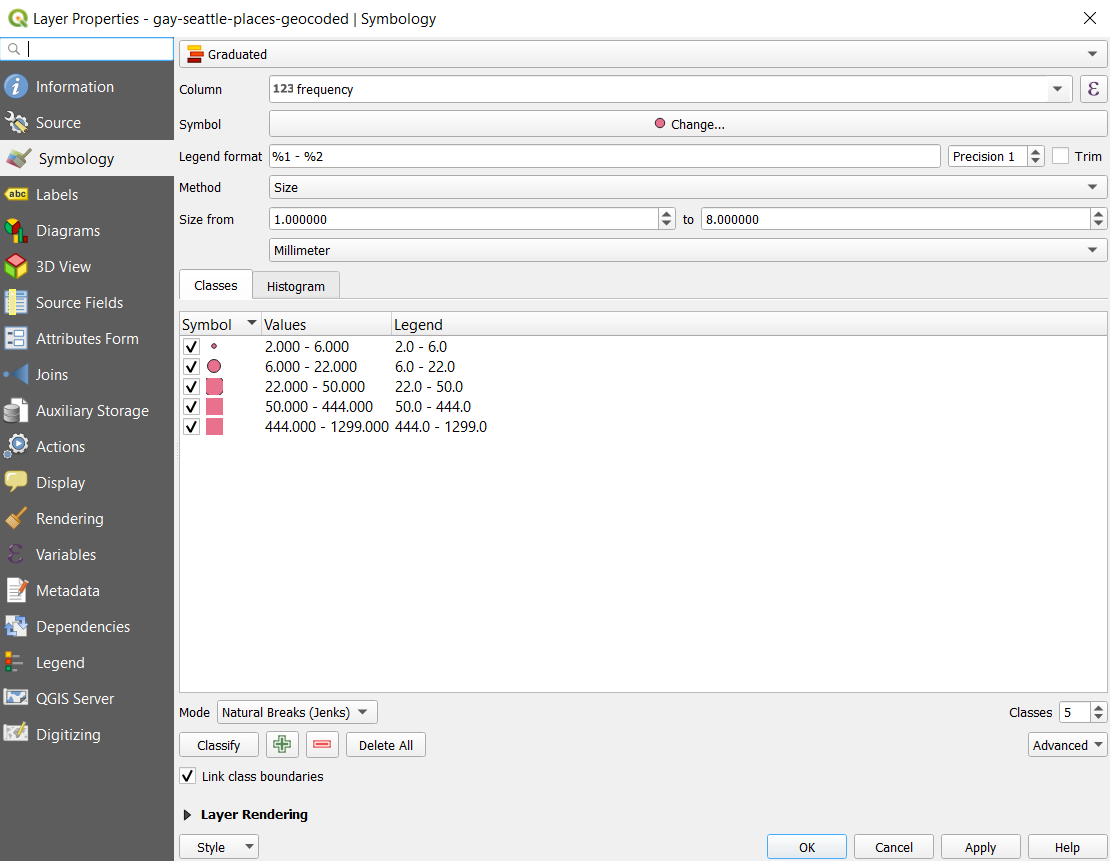 Layer Properties - gay-seattle-places-geocoded | Symbology
Information
Source
Symbology
abc Labels
Diagrams
3D View
Source Fields
Attributes Form
Joins
Auxiliary Storage
Actions
Display
Rendering
Variables
Metadata
Dependencies
Legend
QGIS Server
Digitizing
Graduated
Column 123 frequency ε
Symbol Change...
Legend format %1 - %2 Precision 1 Trim
Method Size
Size from 1.000000 to 8.000000
Millimeter
Classes Histogram
Symbol Values Legend
2.000 - 6.000 2.0 - 6.0
6.000 - 22.000 6.0 - 22.0
22.000 - 50.000 22.0 - 50.0
50.000 - 444.000 50.0 - 444.0
444.000 - 1299.000 444.0 - 1299.0
Mode Natural Breaks (Jenks) Classes 5
Classify Delete All Advanced
Link class boundaries
Layer Rendering
Style OK Cancel Apply Help